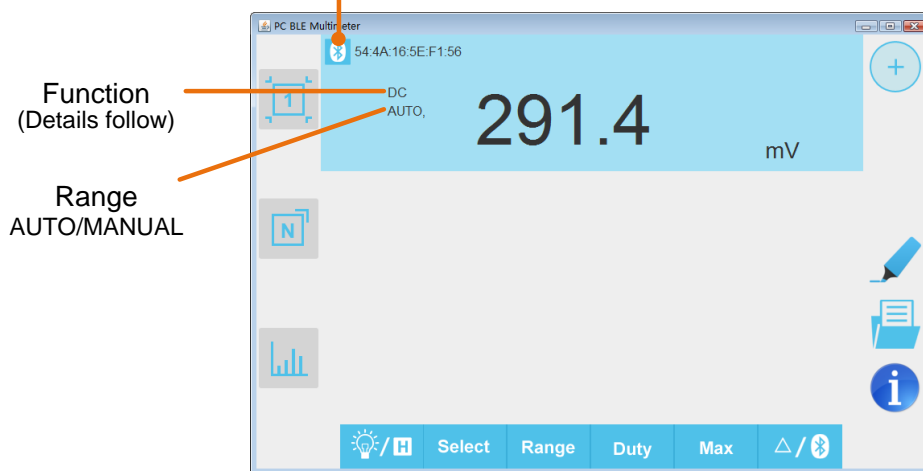 PC BLE Multimeter
54:4A:16:5E:F1:56
Function
(Details follow)
DC
AUTO,
1
291.4
mV
Range
AUTO/MANUAL
N
i
/H
Select
Range
Duty
Max
△/